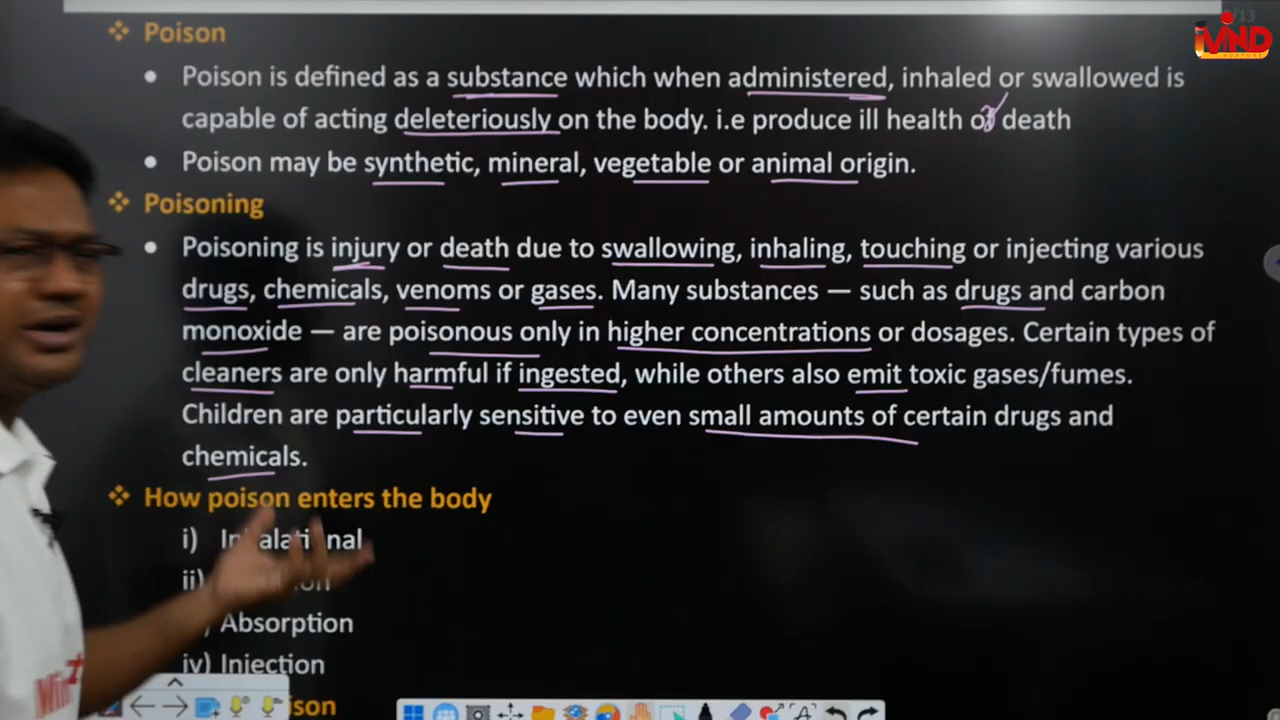 /13
iMND
Poison
Poison is defined as a substance which when administered, inhaled or swallowed is
capable of acting deleteriously on the body. i.e produce ill health or death
Poison may be synthetic, mineral, vegetable or animal origin.
Poisoning
Poisoning is injury or death due to swallowing, inhaling, touching or injecting various
drugs, chemicals, venoms or gases. Many substances — such as drugs and carbon
monoxide — are poisonous only in higher concentrations or dosages. Certain types of
cleaners are only harmful if ingested, while others also emit toxic gases/fumes.
Children are particularly sensitive to even small amounts of certain drugs and
chemicals.
How poison enters the body
i)
ii)
Absorption
iv) Injection